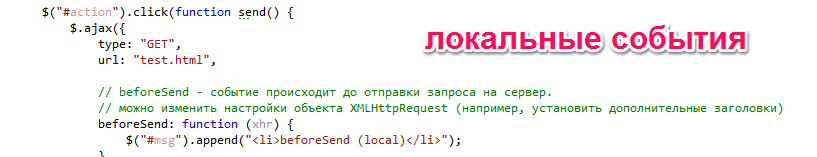 $("#action").click(function send() {
$.ajax({
type: "GET",
url: "test.html",
локальные события
// beforeSend - событие происходит до отправки запроса на сервер.
// можно изменить настройки объекта XMLHttpRequest (например, установить дополнительные заголовки)
beforeSend: function (xhr) {
$("#msg").append("<li>beforeSend (local)</li>");
}